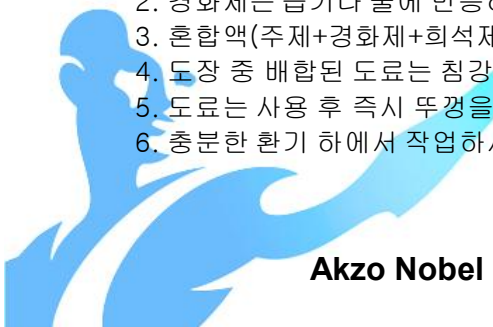 2. 경화제는 습기나 물에 반응하
3. 혼합액(주제+경화제+희석제
4. 도장 중 배합된 도료는 침강
5. 도료는 사용 후 즉시 뚜껑을
6. 충분한 환기 하에서 작업하시
Akzo Nobel